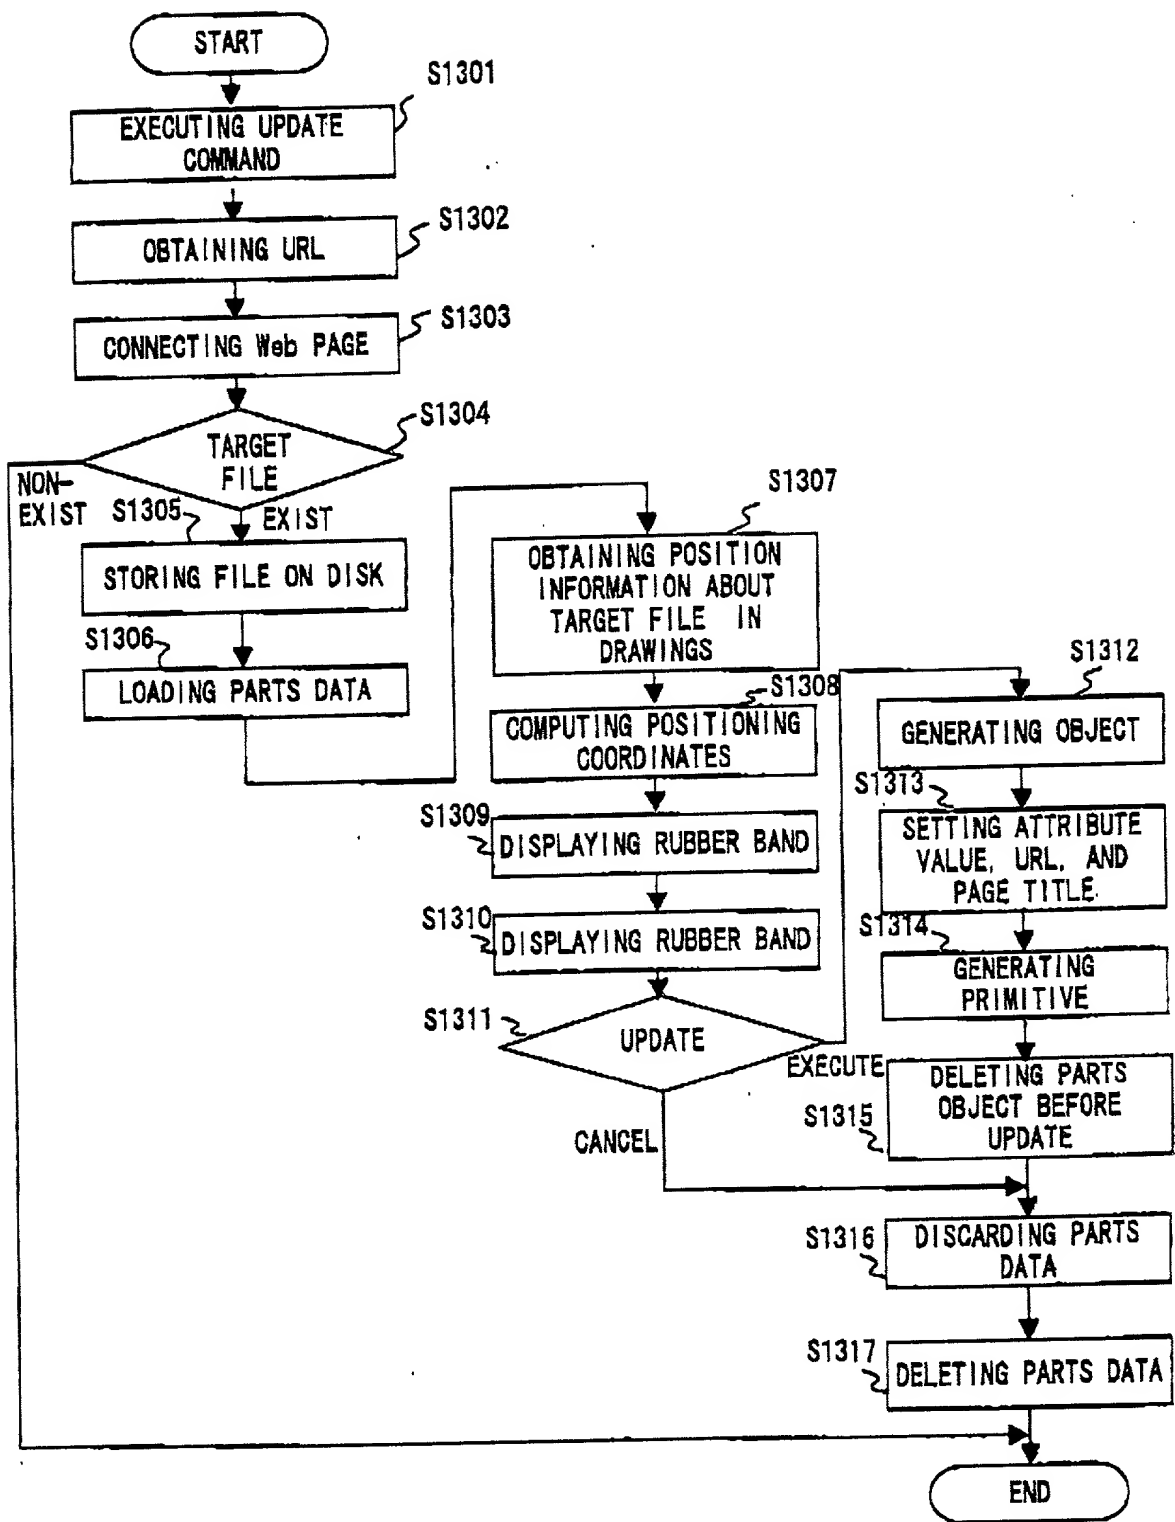 START
S1301
EXECUTING UPDATE
COMMAND
S1302
OBTAINING URL
S1303
CONNECTING Web PAGE
S1304
TARGET
FILE
NON-
EXIST
EXIST
S1305
STORING FILE ON DISK
S1306
LOADING PARTS DATA
S1307
OBTAINING POSITION
INFORMATION ABOUT
TARGET FILE IN
DRAWINGS
S1308
COMPUTING POSITIONING
COORDINATES
S1309
DISPLAYING RUBBER BAND
S1310
DISPLAYING RUBBER BAND
S1311
UPDATE
EXECUTE
CANCEL
S1312
GENERATING OBJECT
S1313
SETTING ATTRIBUTE
VALUE, URL, AND
PAGE TITLE.
S1314
GENERATING
PRIMITIVE
S1315
DELETING PARTS
OBJECT BEFORE
UPDATE
S1316
DISCARDING PARTS
DATA
S1317
DELETING PARTS DATA
END